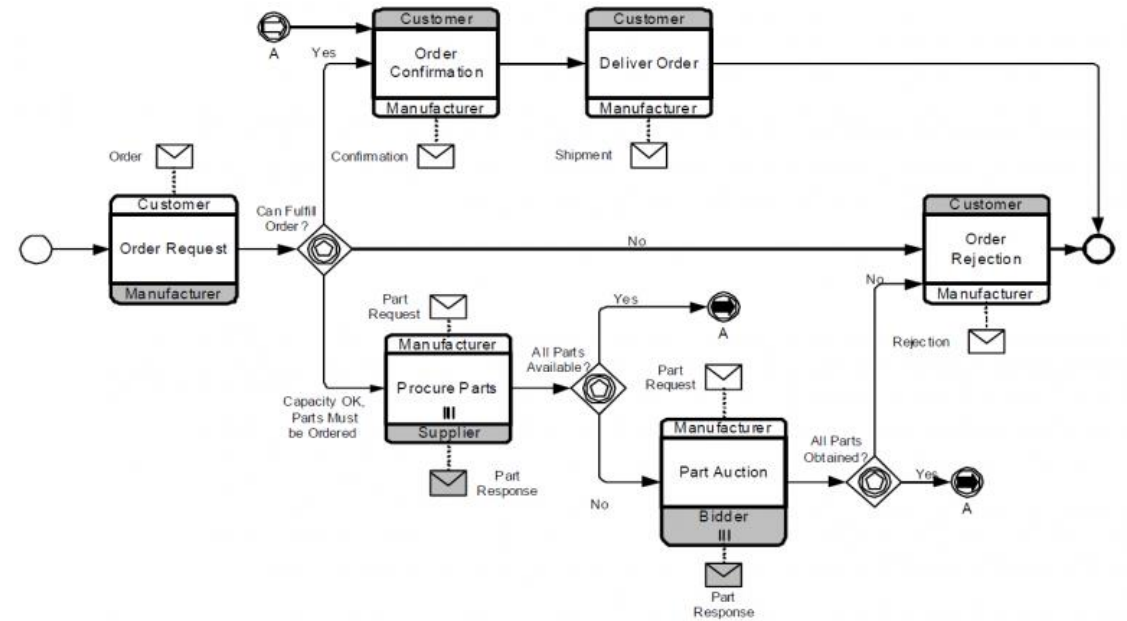 Customer
Order
Confirmation
Manufacturer
Confirmation
Customer
Deliver Order
Manufacturer
Shipment
A
Yes
Order
Customer
Order Request
Manufacturer
Can Fulfill
Order?
No
Customer
Order
Rejection
Manufacturer
Rejection
Capacity OK,
Parts Must
be Ordered
Part
Request
Manufacturer
Procure Parts
Supplier
Part
Response
All Parts
Available?
Yes
A
No
Part
Request
Manufacturer
Part Auction
Bidder
Part
Response
All Parts
Obtained?
No
Yes
A